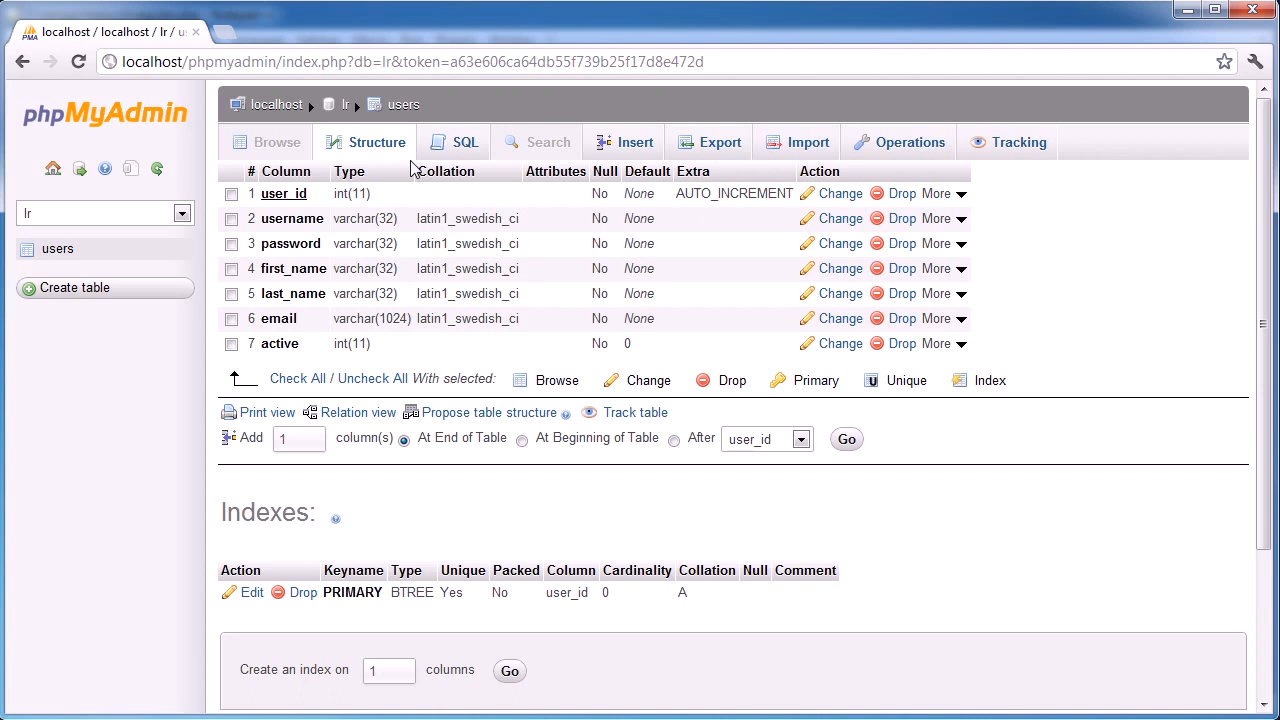 localhost / localhost / lr / us
localhost/phpmyadmin/index.php?db=lr&token=a63e606ca64db55f739b25f17d8e472d
phpMyAdmin
lr
users
Create table
localhost lr users
Browse Structure SQL Search Insert Export Import Operations Tracking
# Column Type Collation Attributes Null Default Extra Action
1 user_id int(11) No None AUTO_INCREMENT Change Drop More
2 username varchar(32) latin1_swedish_ci No None Change Drop More
3 password varchar(32) latin1_swedish_ci No None Change Drop More
4 first_name varchar(32) latin1_swedish_ci No None Change Drop More
5 last_name varchar(32) latin1_swedish_ci No None Change Drop More
6 email varchar(1024) latin1_swedish_ci No None Change Drop More
7 active int(11) No 0 Change Drop More
Check All / Uncheck All With selected: Browse Change Drop Primary Unique Index
Print view Relation view Propose table structure Track table
Add 1 column(s) At End of Table At Beginning of Table After user_id Go
Indexes:
Action Keyname Type Unique Packed Column Cardinality Collation Null Comment
Edit Drop PRIMARY BTREE Yes No user_id 0 A
Create an index on 1 columns Go